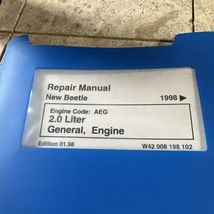 Repair Manual
New Beetle 1998 ▶
Engine Code: AEG
2.0 Liter
General, Engine
Edition 01.98 W42 008 198 102